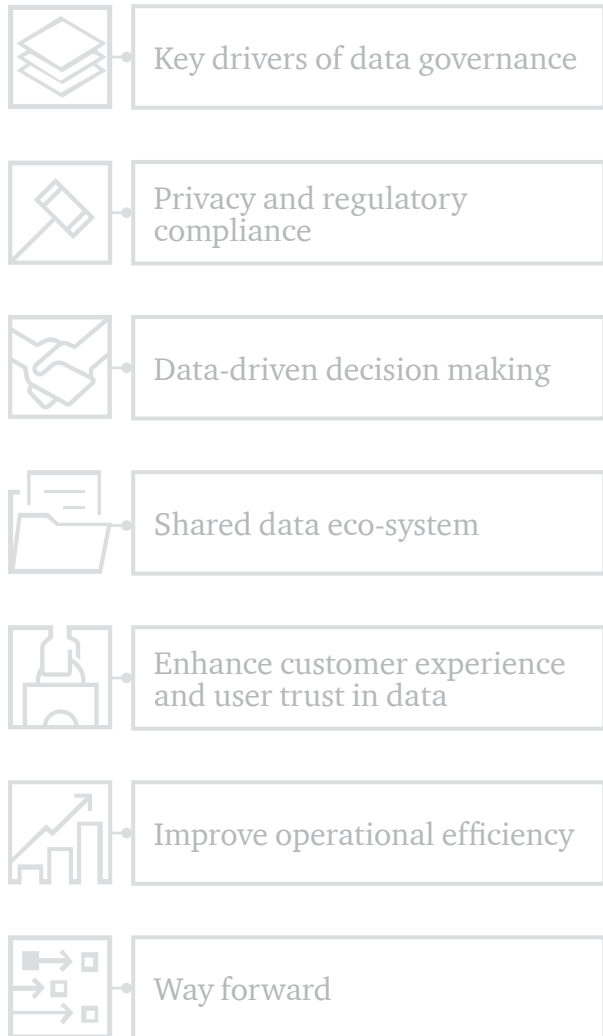 Key drivers of data governance
Privacy and regulatory
compliance
Data-driven decision making
Shared data eco-system
Enhance customer experience
and user trust in data
Improve operational efficiency
Way forward